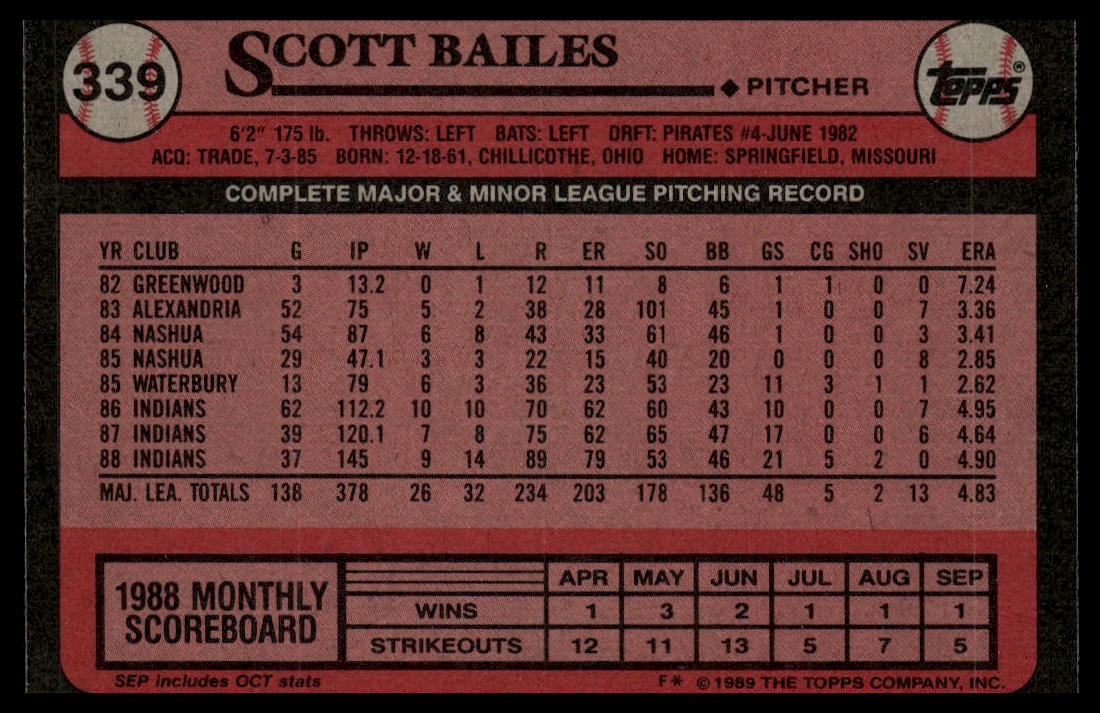 339
SCOTT BAILES
◆ PITCHER
TOPPS®
6'2" 175 lb. THROWS: LEFT BATS: LEFT DRFT: PIRATES #4-JUNE 1982
ACQ: TRADE, 7-3-85 BORN: 12-18-61, CHILLICOTHE, OHIO HOME: SPRINGFIELD, MISSOURI
COMPLETE MAJOR & MINOR LEAGUE PITCHING RECORD
YR CLUB G IP W L R ER SO BB GS CG SHO SV ERA
82 GREENWOOD 3 13.2 0 1 12 11 8 6 1 1 0 0 7.24
83 ALEXANDRIA 52 75 5 2 38 28 101 45 1 0 0 7 3.36
84 NASHUA 54 87 6 8 43 33 61 46 1 0 0 3 3.41
85 NASHUA 29 47.1 3 3 22 15 40 20 0 0 0 8 2.85
85 WATERBURY 13 79 6 3 36 23 53 23 11 3 1 1 2.62
86 INDIANS 62 112.2 10 10 70 62 60 43 10 0 0 7 4.95
87 INDIANS 39 120.1 7 8 75 62 65 47 17 0 0 6 4.64
88 INDIANS 37 145 9 14 89 79 53 46 21 5 2 0 4.90
MAJ. LEA. TOTALS 138 378 26 32 234 203 178 136 48 5 2 13 4.83
1988 MONTHLY SCOREBOARD
APR MAY JUN JUL AUG SEP
WINS 1 3 2 1 1 1
STRIKEOUTS 12 11 13 5 7 5
SEP includes OCT stats
F* © 1989 THE TOPPS COMPANY, INC.